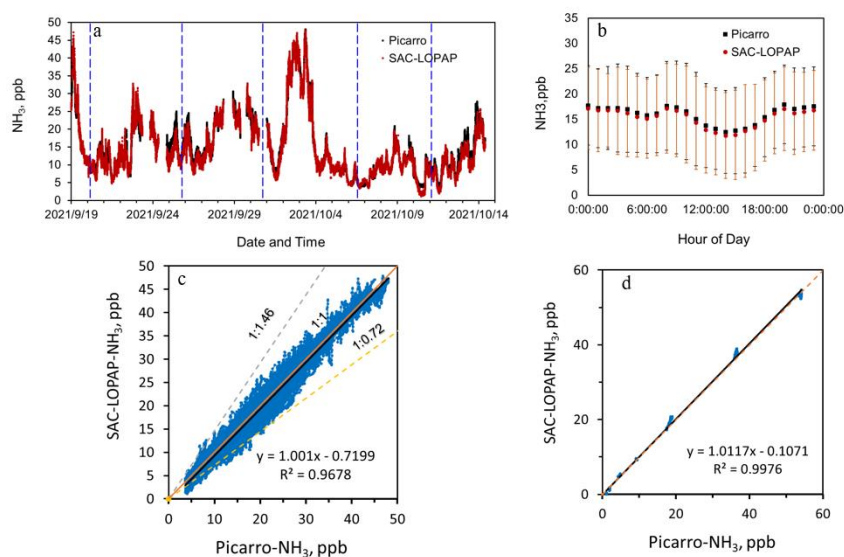 a
Picarro
SAC-LOPAP
NH₃, ppb
50
45
40
35
30
25
20
15
10
5
0
2021/9/19 2021/9/24 2021/9/29 2021/10/4 2021/10/9 2021/10/14
Date and Time
b
Picarro
SAC-LOPAP
NH3,ppb
35
30
25
20
15
10
5
0
0:00:00 6:00:00 12:00:00 18:00:00 0:00:00
Hour of Day
c
SAC-LOPAP-NH₃, ppb
50
45
40
35
30
25
20
15
10
5
0
1:1.46
1:1
1:0.72
y = 1.001x - 0.7199
R² = 0.9678
0 10 20 30 40 50
Picarro-NH₃, ppb
d
SAC-LOPAP-NH₃, ppb
60
40
20
0
y = 1.0117x - 0.1071
R² = 0.9976
0 20 40 60
Picarro-NH₃, ppb